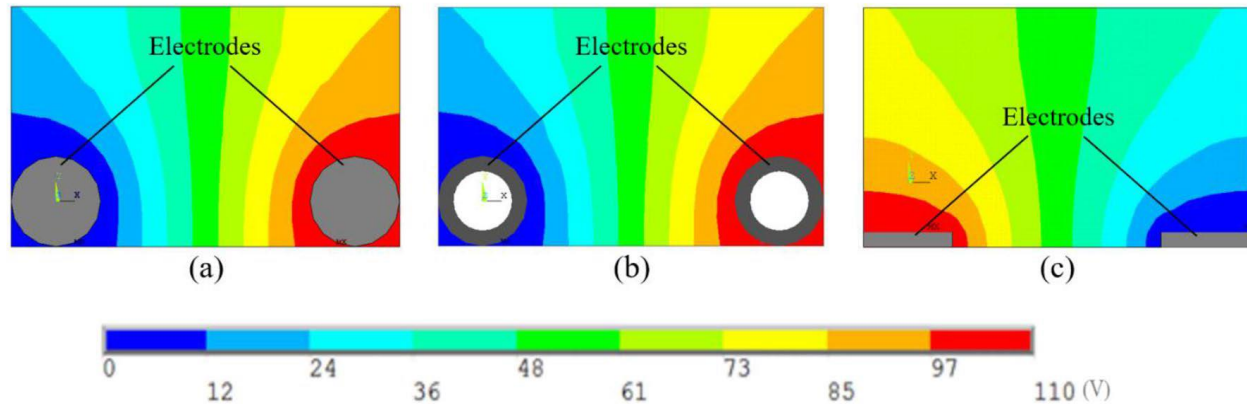 Electrodes
Electrodes
Electrodes
X
X
X
(a)
(b)
(c)
0 24 48 73 97
12 36 61 85 110 (V)